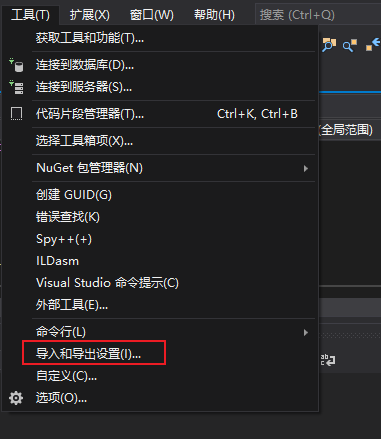 工具(T) 扩展(X) 窗口(W) 帮助(H) 搜索 (Ctrl+Q)
获取工具和功能(T)...
连接到数据库(D)...
连接到服务器(S)...
代码片段管理器(T)... Ctrl+K, Ctrl+B
选择工具箱项(X)...
(全局范围)
NuGet 包管理器(N)
创建 GUID(G)
错误查找(K)
Spy++(+)
ILDasm
Visual Studio 命令提示(C)
外部工具(E)...
命令行(L)
导入和导出设置(I)...
自定义(C)...
选项(O)...